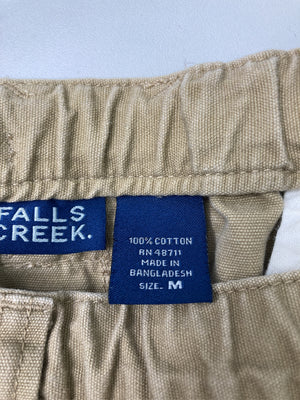 FALLS
CREEK.
100% COTTON
RN 48711
MADE IN
BANGLADESH
SIZE. M